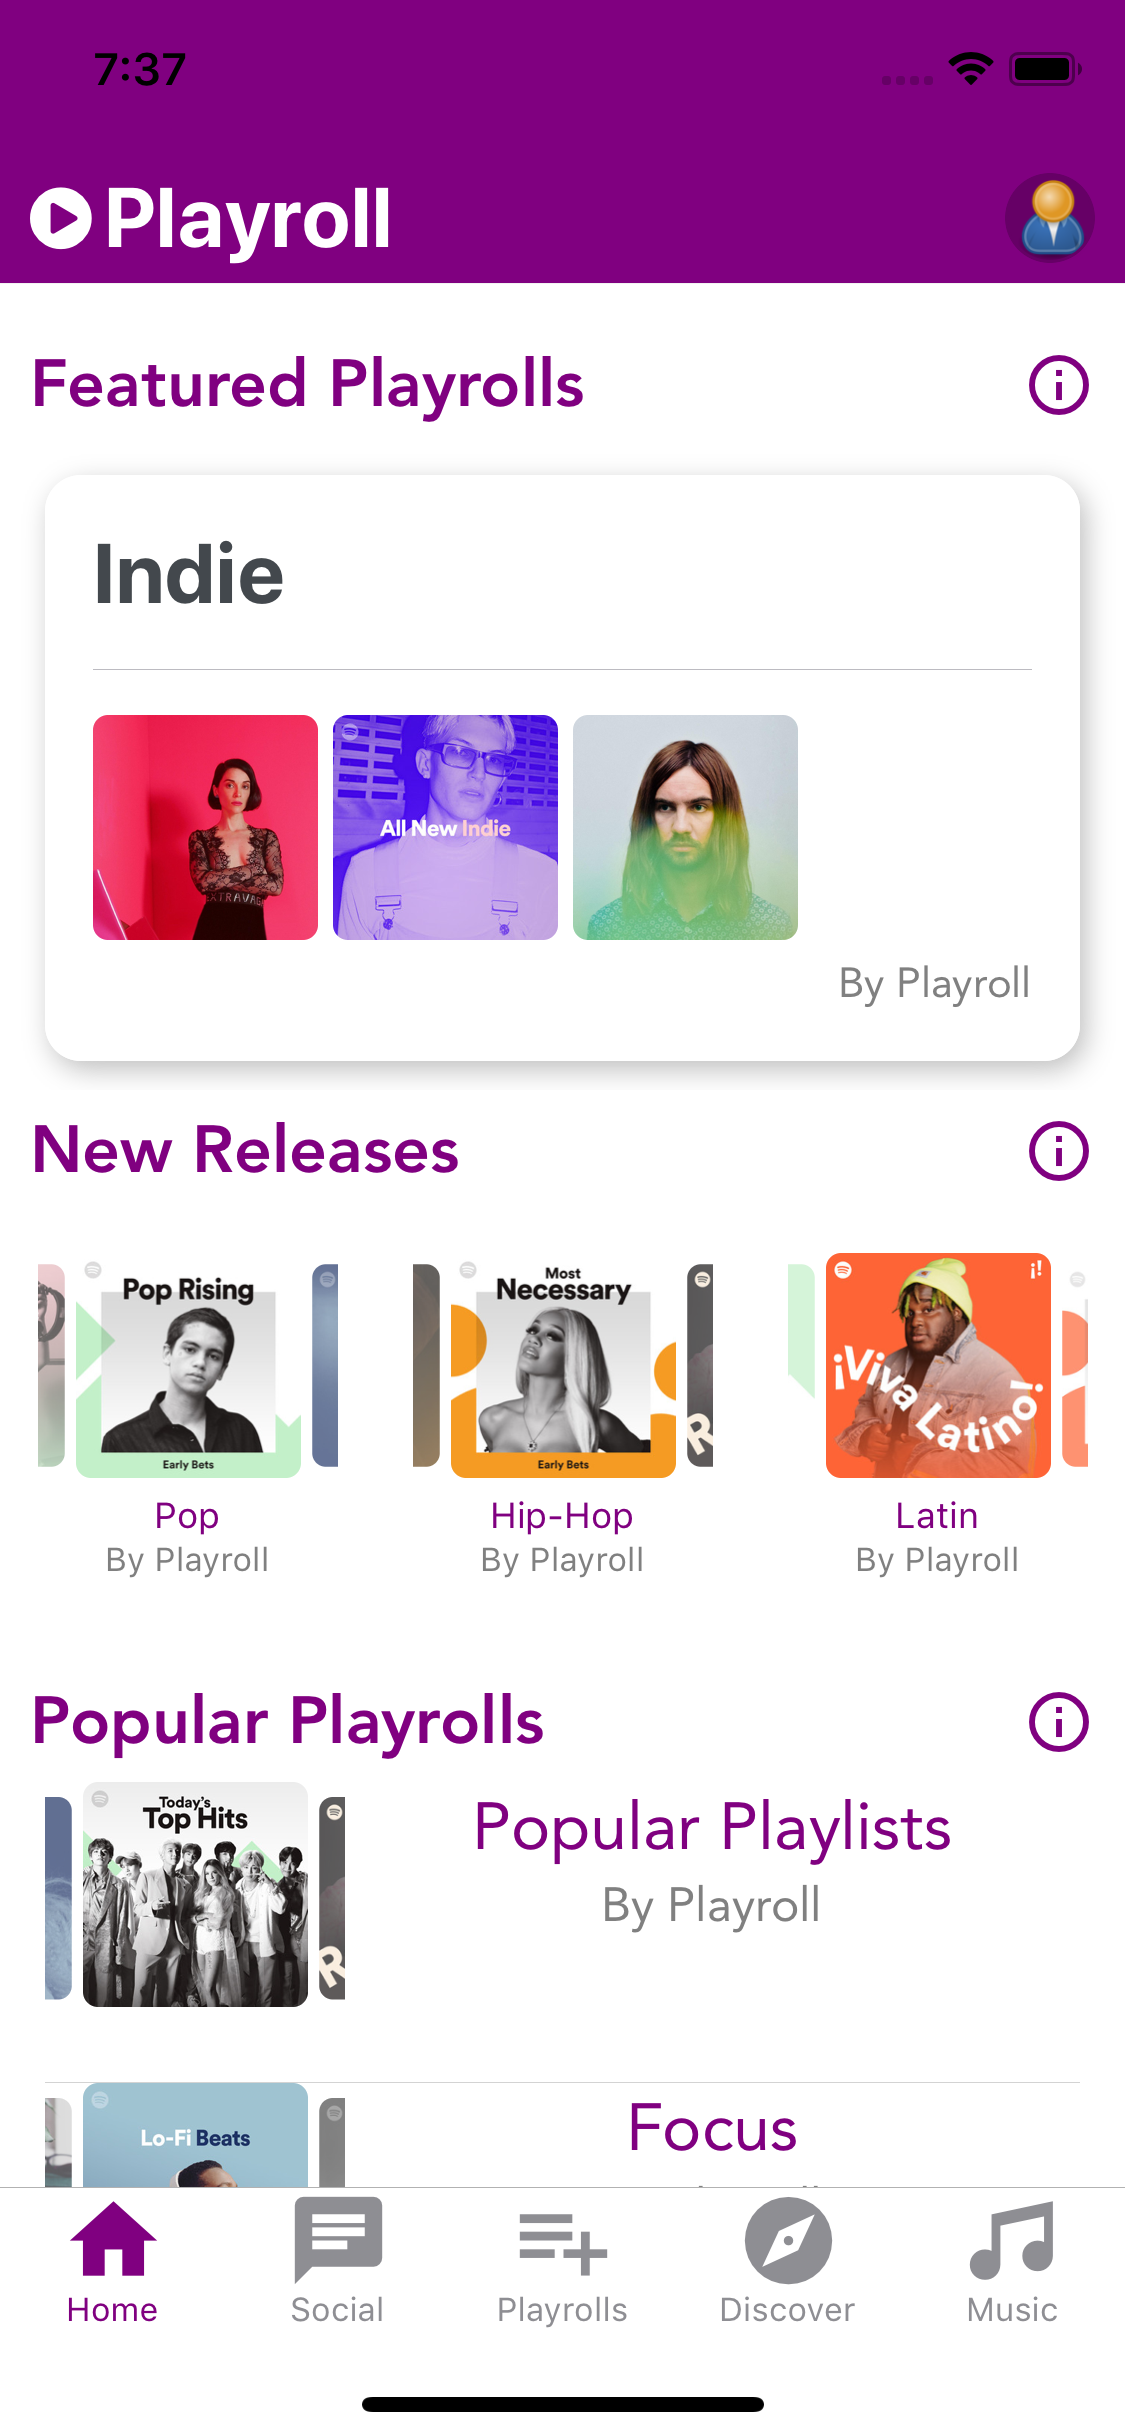 7:37
Playroll
Featured Playrolls
Indie
All New Indie
EXTRAVAG
By Playroll
New Releases
Pop Rising
Early Bets
Most
Necessary
Early Bets
¡!
¡Viva Latino!
R
Pop
Hip-Hop
Latin
By Playroll
By Playroll
By Playroll
Popular Playrolls
Today's
Top Hits
R
Popular Playlists
By Playroll
Lo-Fi Beats
Focus
Home
Social
Playrolls
Discover
Music